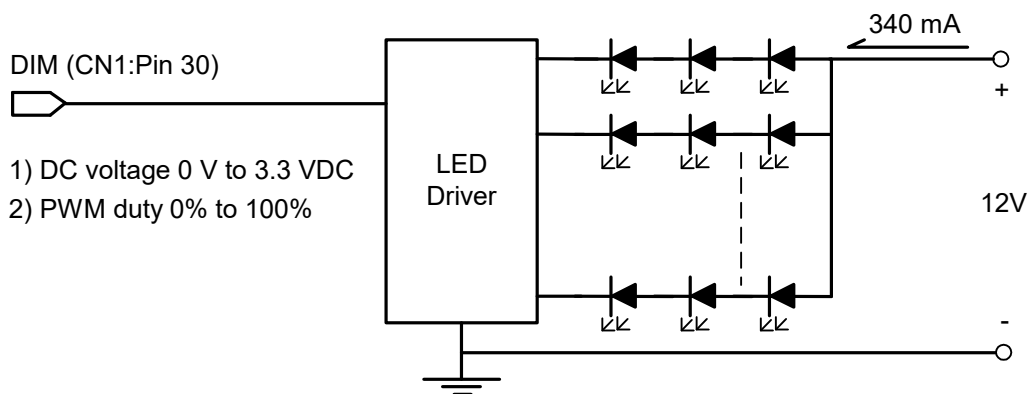 340 mA
DIM (CN1:Pin 30)
+
1) DC voltage 0 V to 3.3 VDC
2) PWM duty 0% to 100%
LED
Driver
12V
-